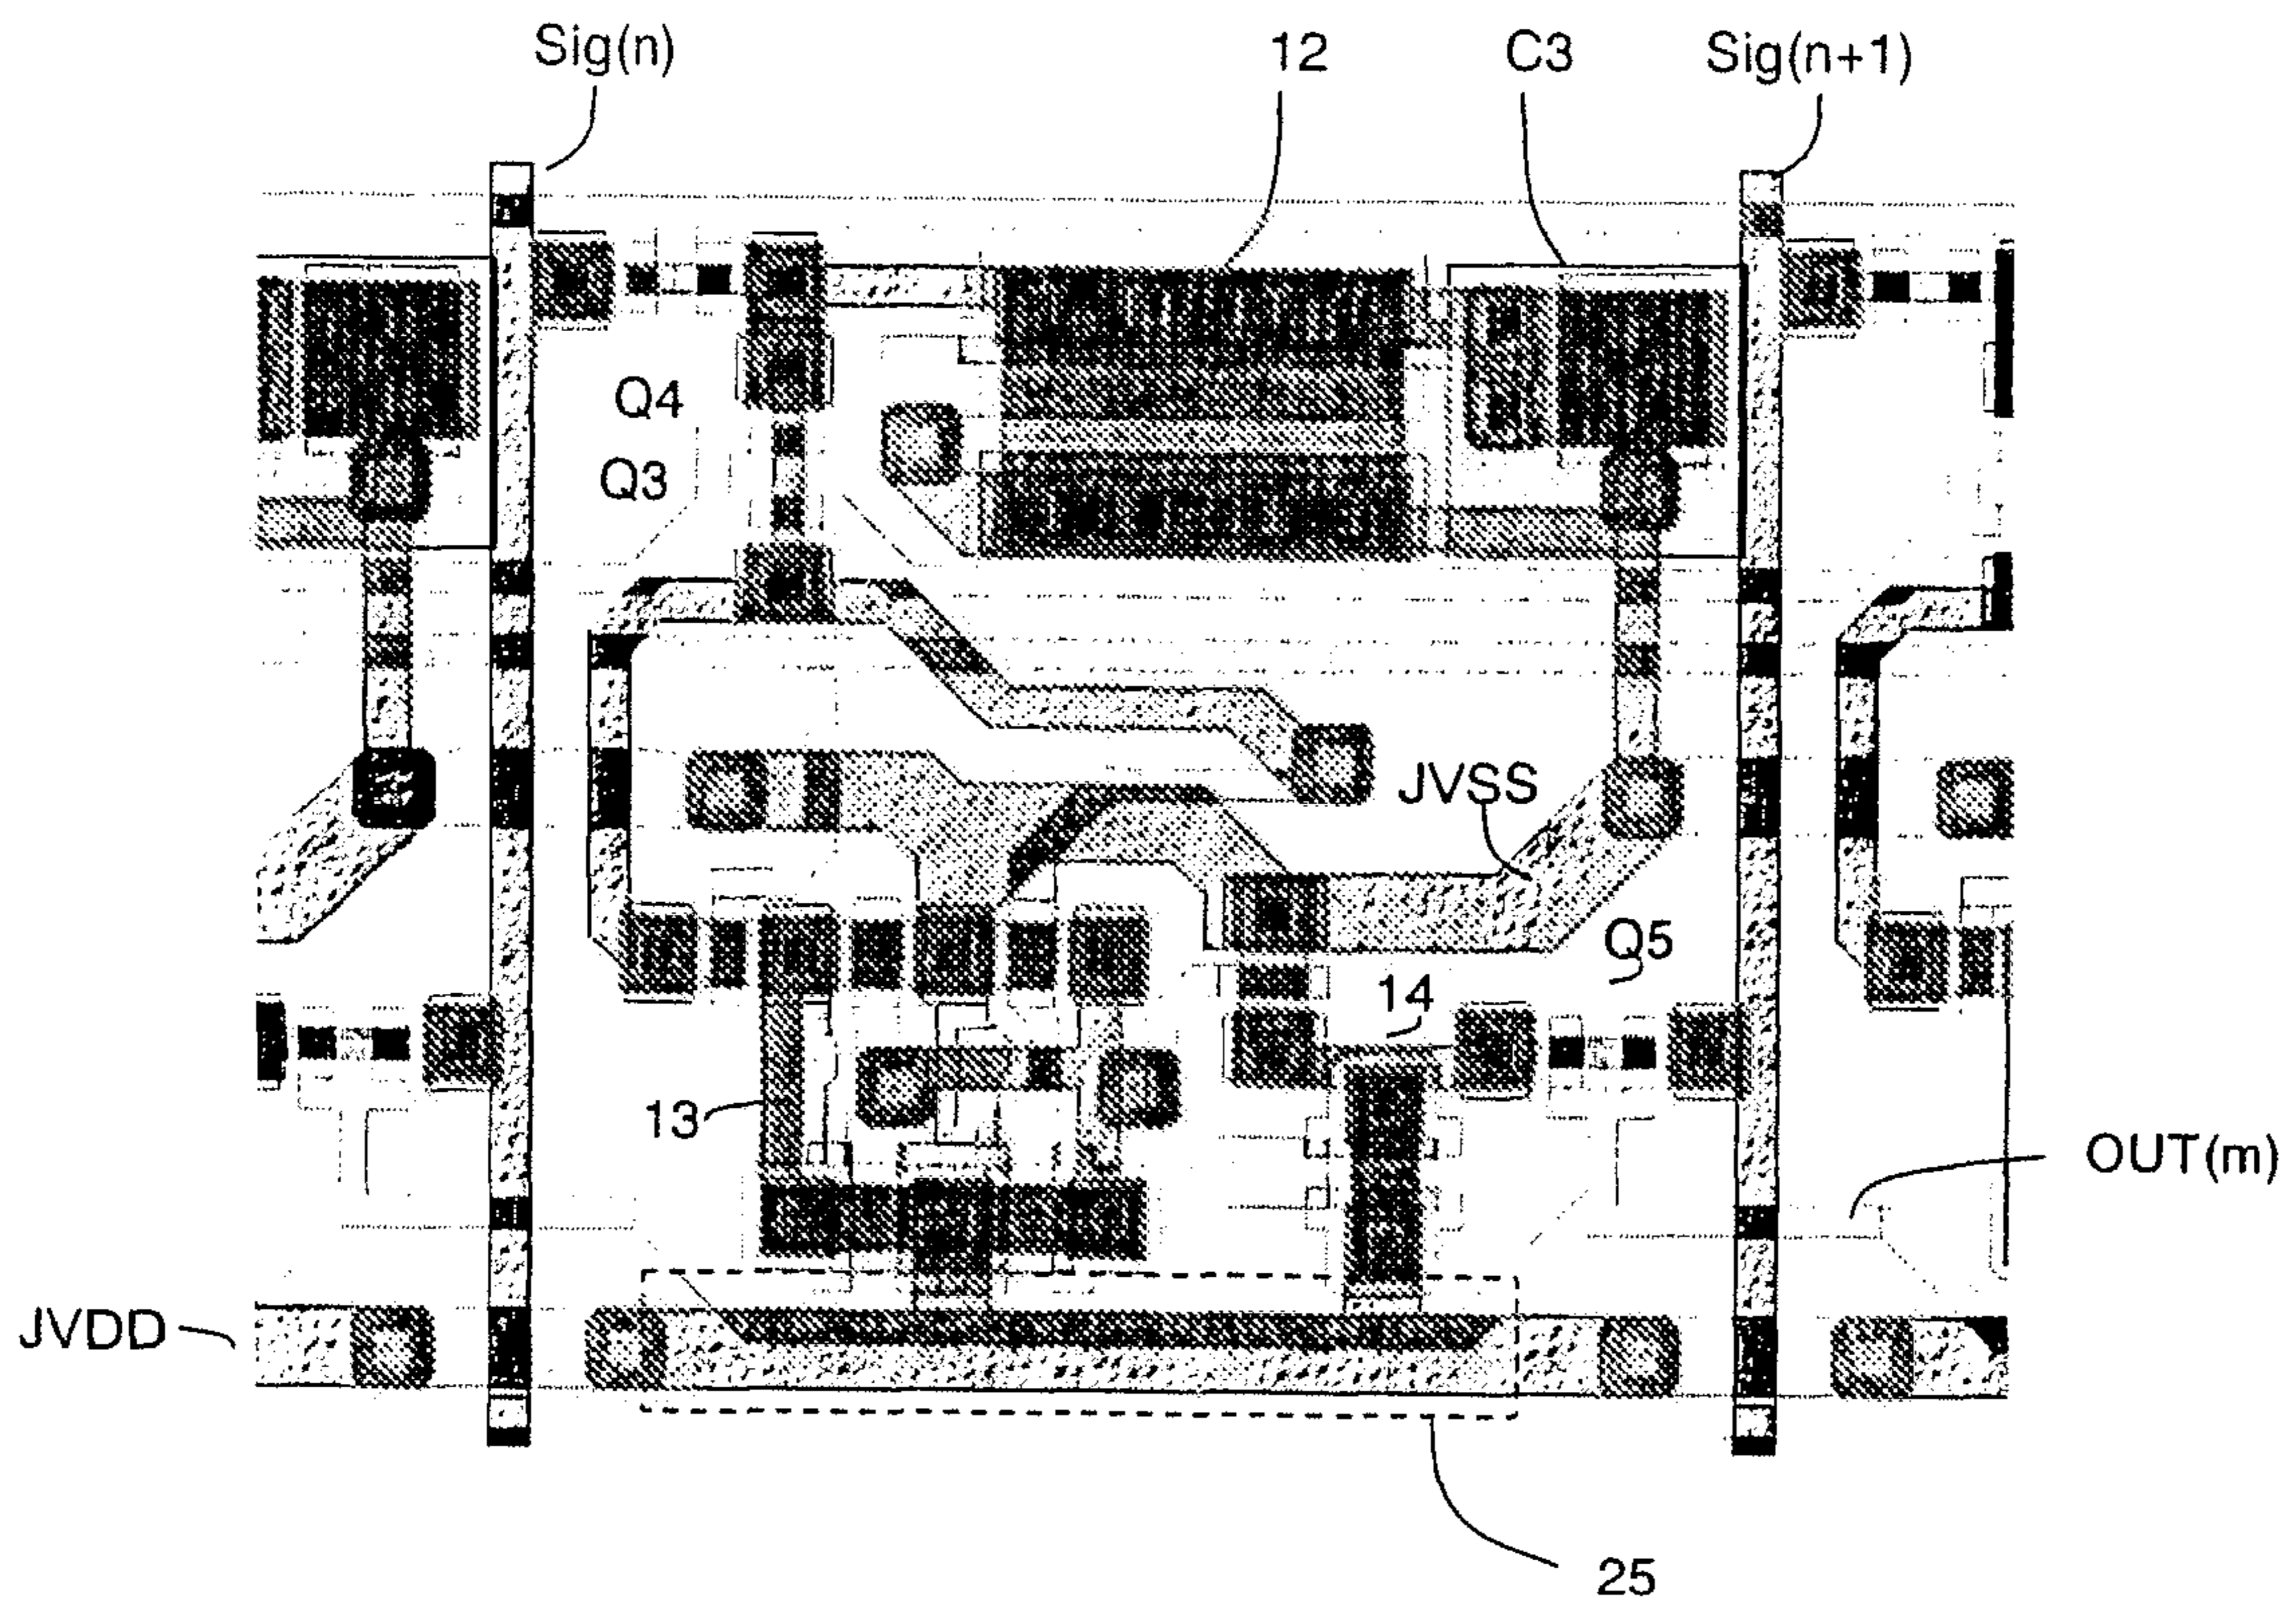 Sig(n)
12
C3
Sig(n+1)
Q4
Q3
JVSS
Q5
14
13
OUT(m)
JVDD
25